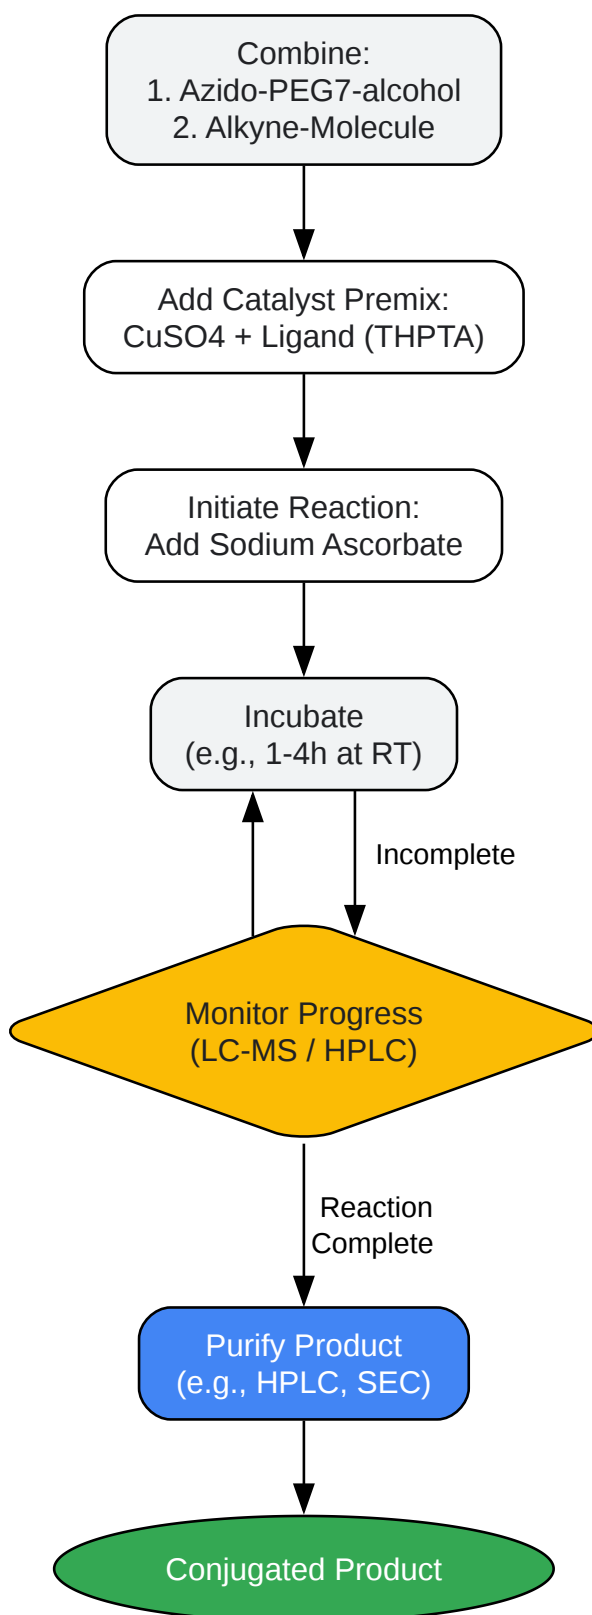 Combine:
1. Azido-PEG7-alcohol
2. Alkyne-Molecule
Add Catalyst Premix:
CuSO4 + Ligand (THPTA)
Initiate Reaction:
Add Sodium Ascorbate
Incubate
(e.g., 1-4h at RT)
Incomplete
Monitor Progress
(LC-MS / HPLC)
Reaction
Complete
Purify Product
(e.g., HPLC, SEC)
Conjugated Product